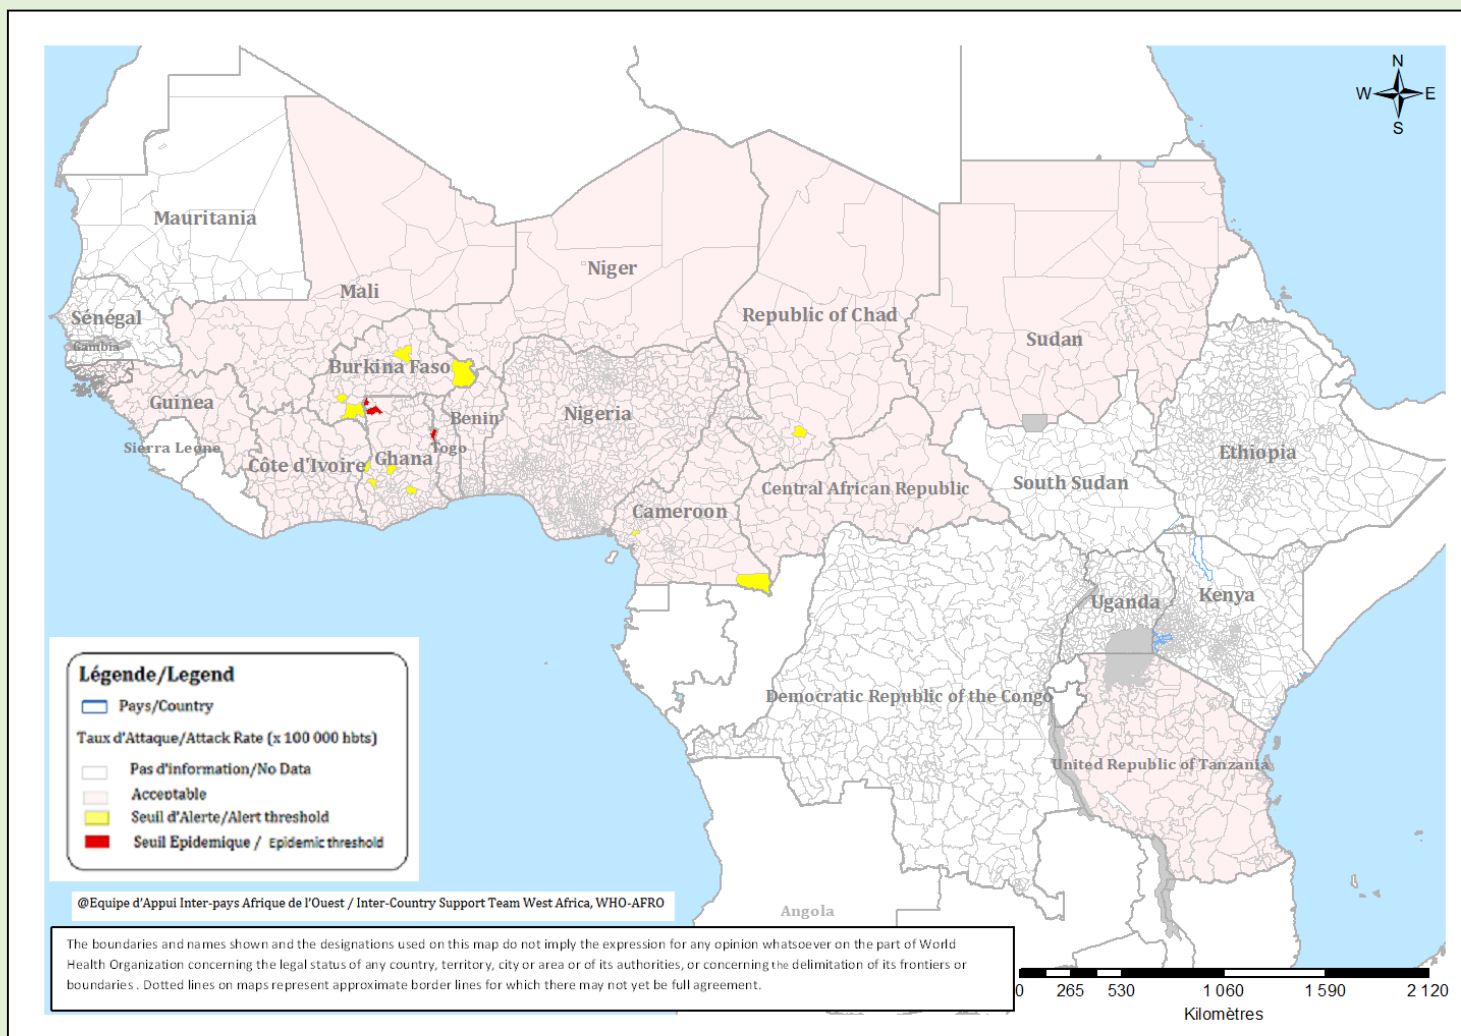 N
W E
S
Mauritania
Niger
Mali
Sénégal
Gambia
Republic of Chad
Sudan
Burkina Faso
Guinea
Benin
Nigeria
Sierra Leone
Togo
Côte d'Ivoire
Ghana
Ethiopia
Central African Republic
South Sudan
Cameroon
Uganda
Kenya
Democratic Republic of the Congo
United Republic of Tanzania
Angola
Légende/Legend
Pays/Country
Taux d'Attaque/Attack Rate (x 100 000 hbts)
Pas d'information/No Data
Acceptable
Seuil d'Alerte/Alert threshold
Seuil Epidemique / Epidemic threshold
@Equipe d'Appui Inter-pays Afrique de l'Ouest / Inter-Country Support Team West Africa, WHO-AFRO
The boundaries and names shown and the designations used on this map do not imply the expression for any opinion whatsoever on the part of World
Health Organization concerning the legal status of any country, territory, city or area or of its authorities, or concerning the delimitation of its frontiers or
boundaries . Dotted lines on maps represent approximate border lines for which there may not yet be full agreement.
0 265 530 1 060 1 590 2 120
Kilomètres